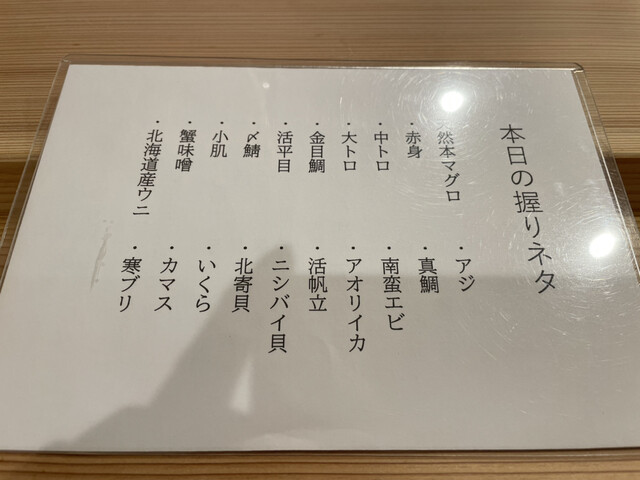 本日の握りネタ
然本マグロ
・赤身
・中トロ
・大トロ
・金目鯛
・活平目
・〆鯖
・小肌
・蟹味噌
・北海道産ウニ
・アジ
・真鯛
・南蛮エビ
・アオリイカ
・活帆立
・ニシバイ貝
・北寄貝
・いくら
・カマス
・寒ブリ